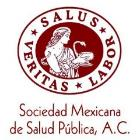 SALUS
VERITAS LABOR
Sociedad Mexicana
de Salud Pública, A.C.